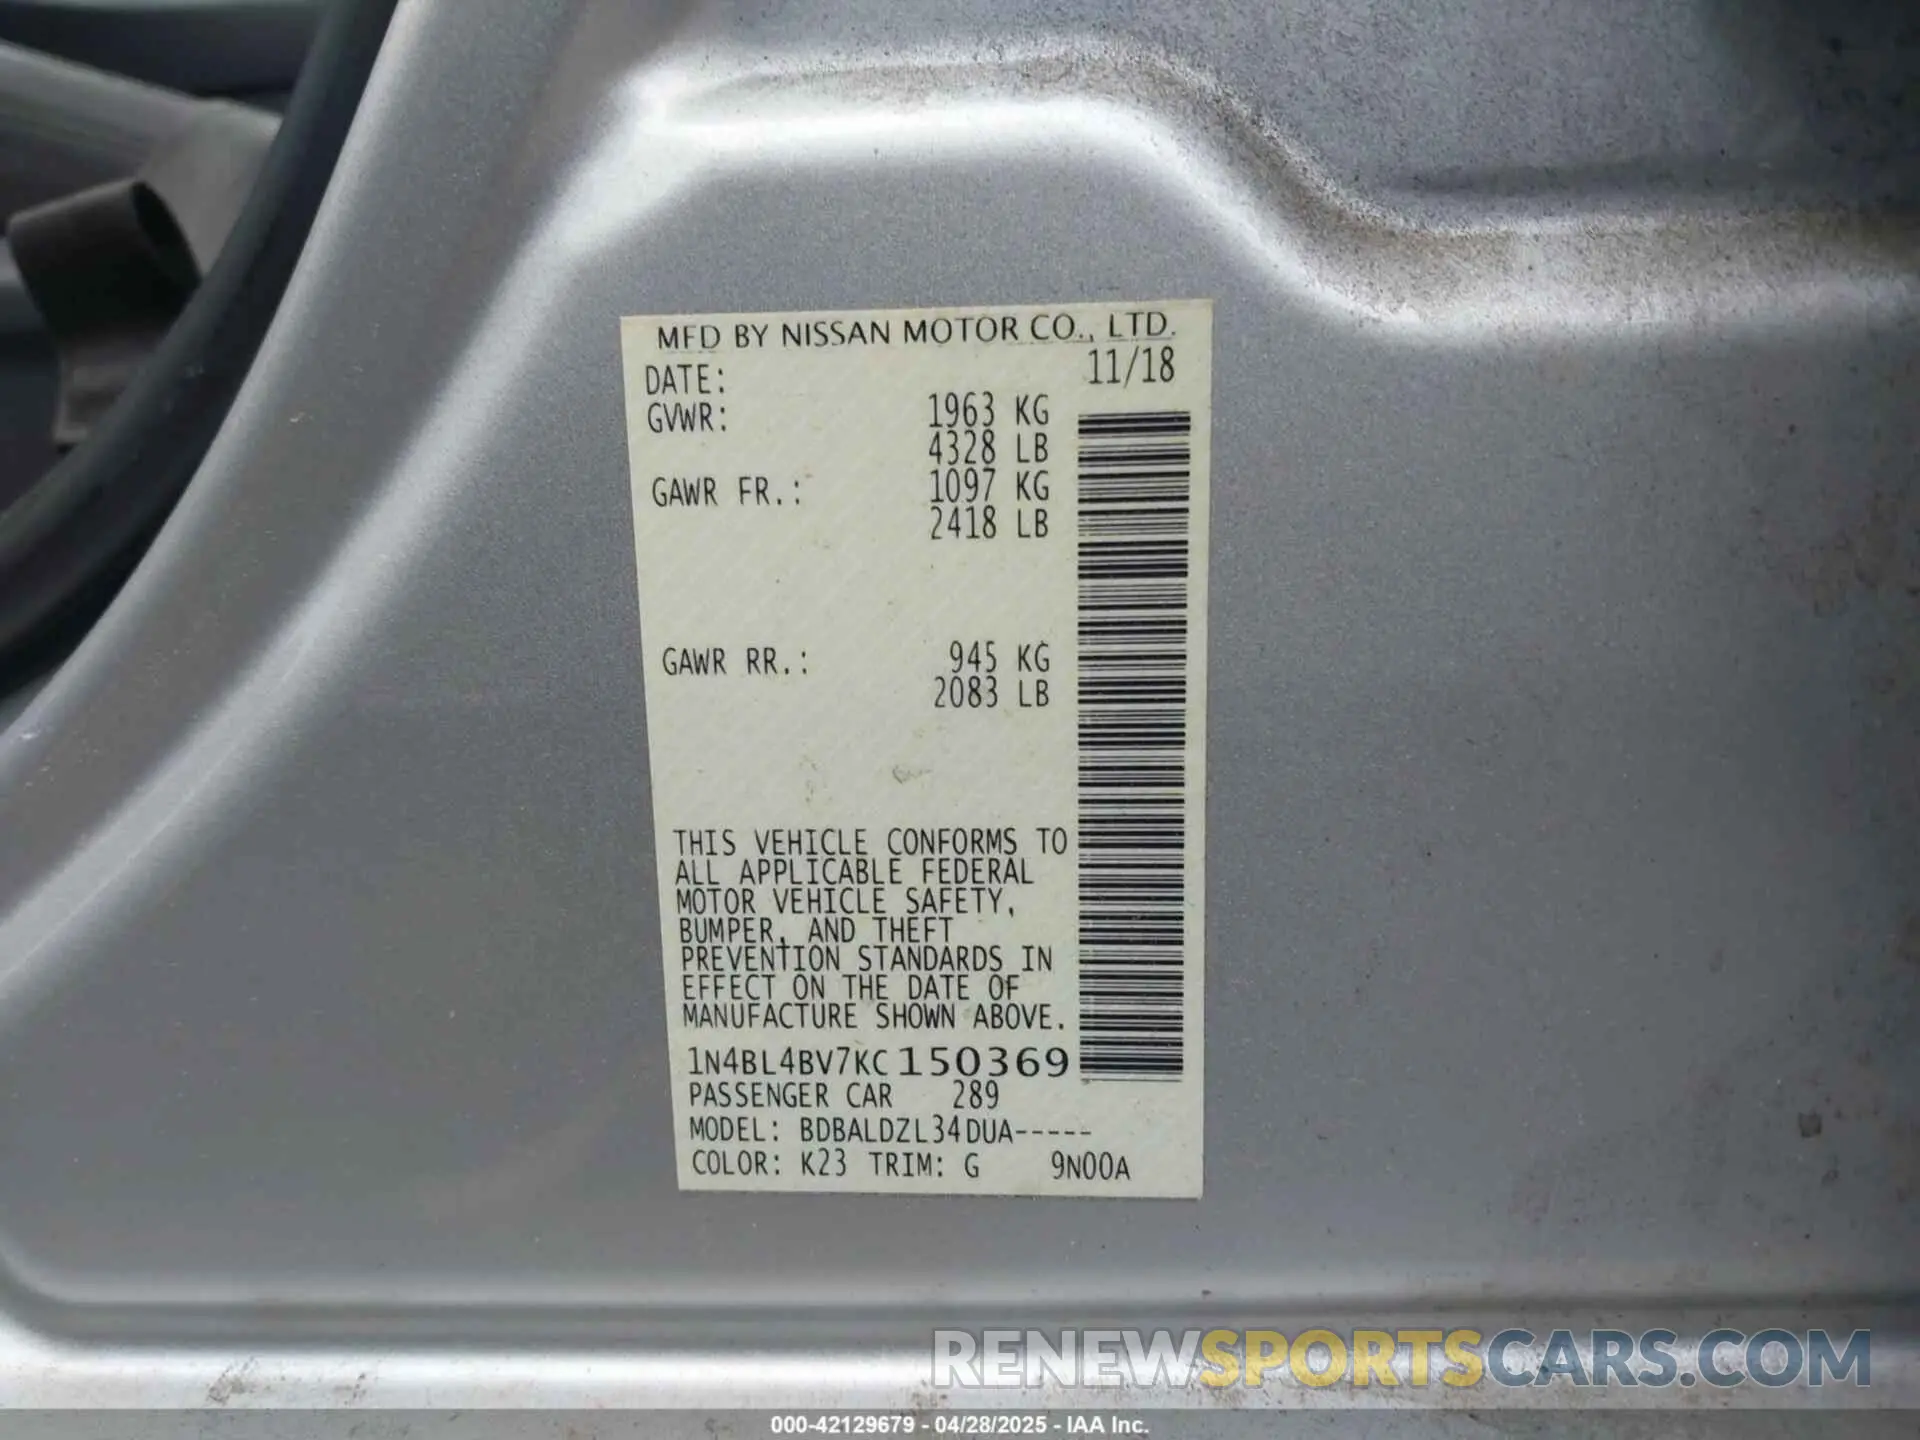 MFD BY NISSAN MOTOR CO., LTD.
DATE: 11/18
GVWR: 1963 KG
4328 LB
GAWR FR.: 1097 KG
2418 LB
GAWR RR.: 945 KG
2083 LB
THIS VEHICLE CONFORMS TO
ALL APPLICABLE FEDERAL
MOTOR VEHICLE SAFETY,
BUMPER, AND THEFT
PREVENTION STANDARDS IN
EFFECT ON THE DATE OF
MANUFACTURE SHOWN ABOVE.
1N4BL4BV7KC150369
PASSENGER CAR 289
MODEL: BDBALDZL34DUA-----
COLOR: K23 TRIM: G 9N00A
RENEWSPORTSCARS.COM
000-42129679 - 04/28/2025 - IAA Inc.